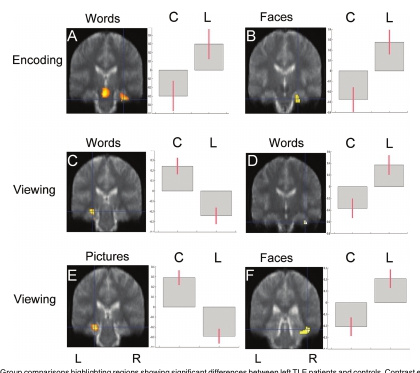 Words C L Faces C L
Encoding A B
Words C L Words C L
Viewing C D
Pictures C L Faces C L
Viewing E F
L R L R
Group comparisons highlighting regions showing significant differences between left TLE patients and controls. Contrast